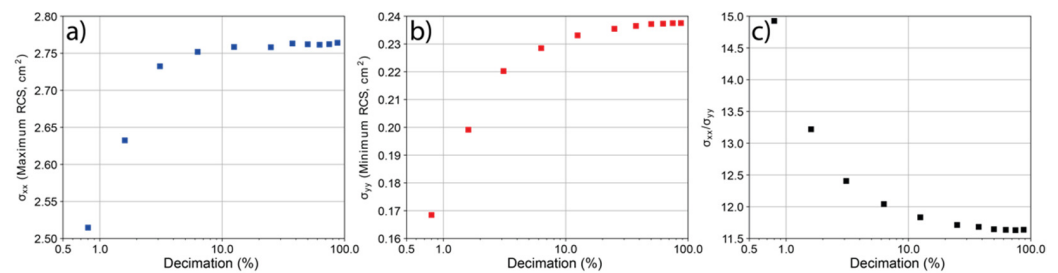 a)
σxx (Maximum RCS, cm²)
2.80
2.75
2.70
2.65
2.60
2.55
2.50
0.5 1.0 10.0 100.0
Decimation (%)
b)
σyy (Minimum RCS, cm²)
0.24
0.23
0.22
0.21
0.20
0.19
0.18
0.17
0.16
0.5 1.0 10.0 100.0
Decimation (%)
c)
σxx/σyy
15.0
14.5
14.0
13.5
13.0
12.5
12.0
11.5
0.5 1.0 10.0 100.0
Decimation (%)